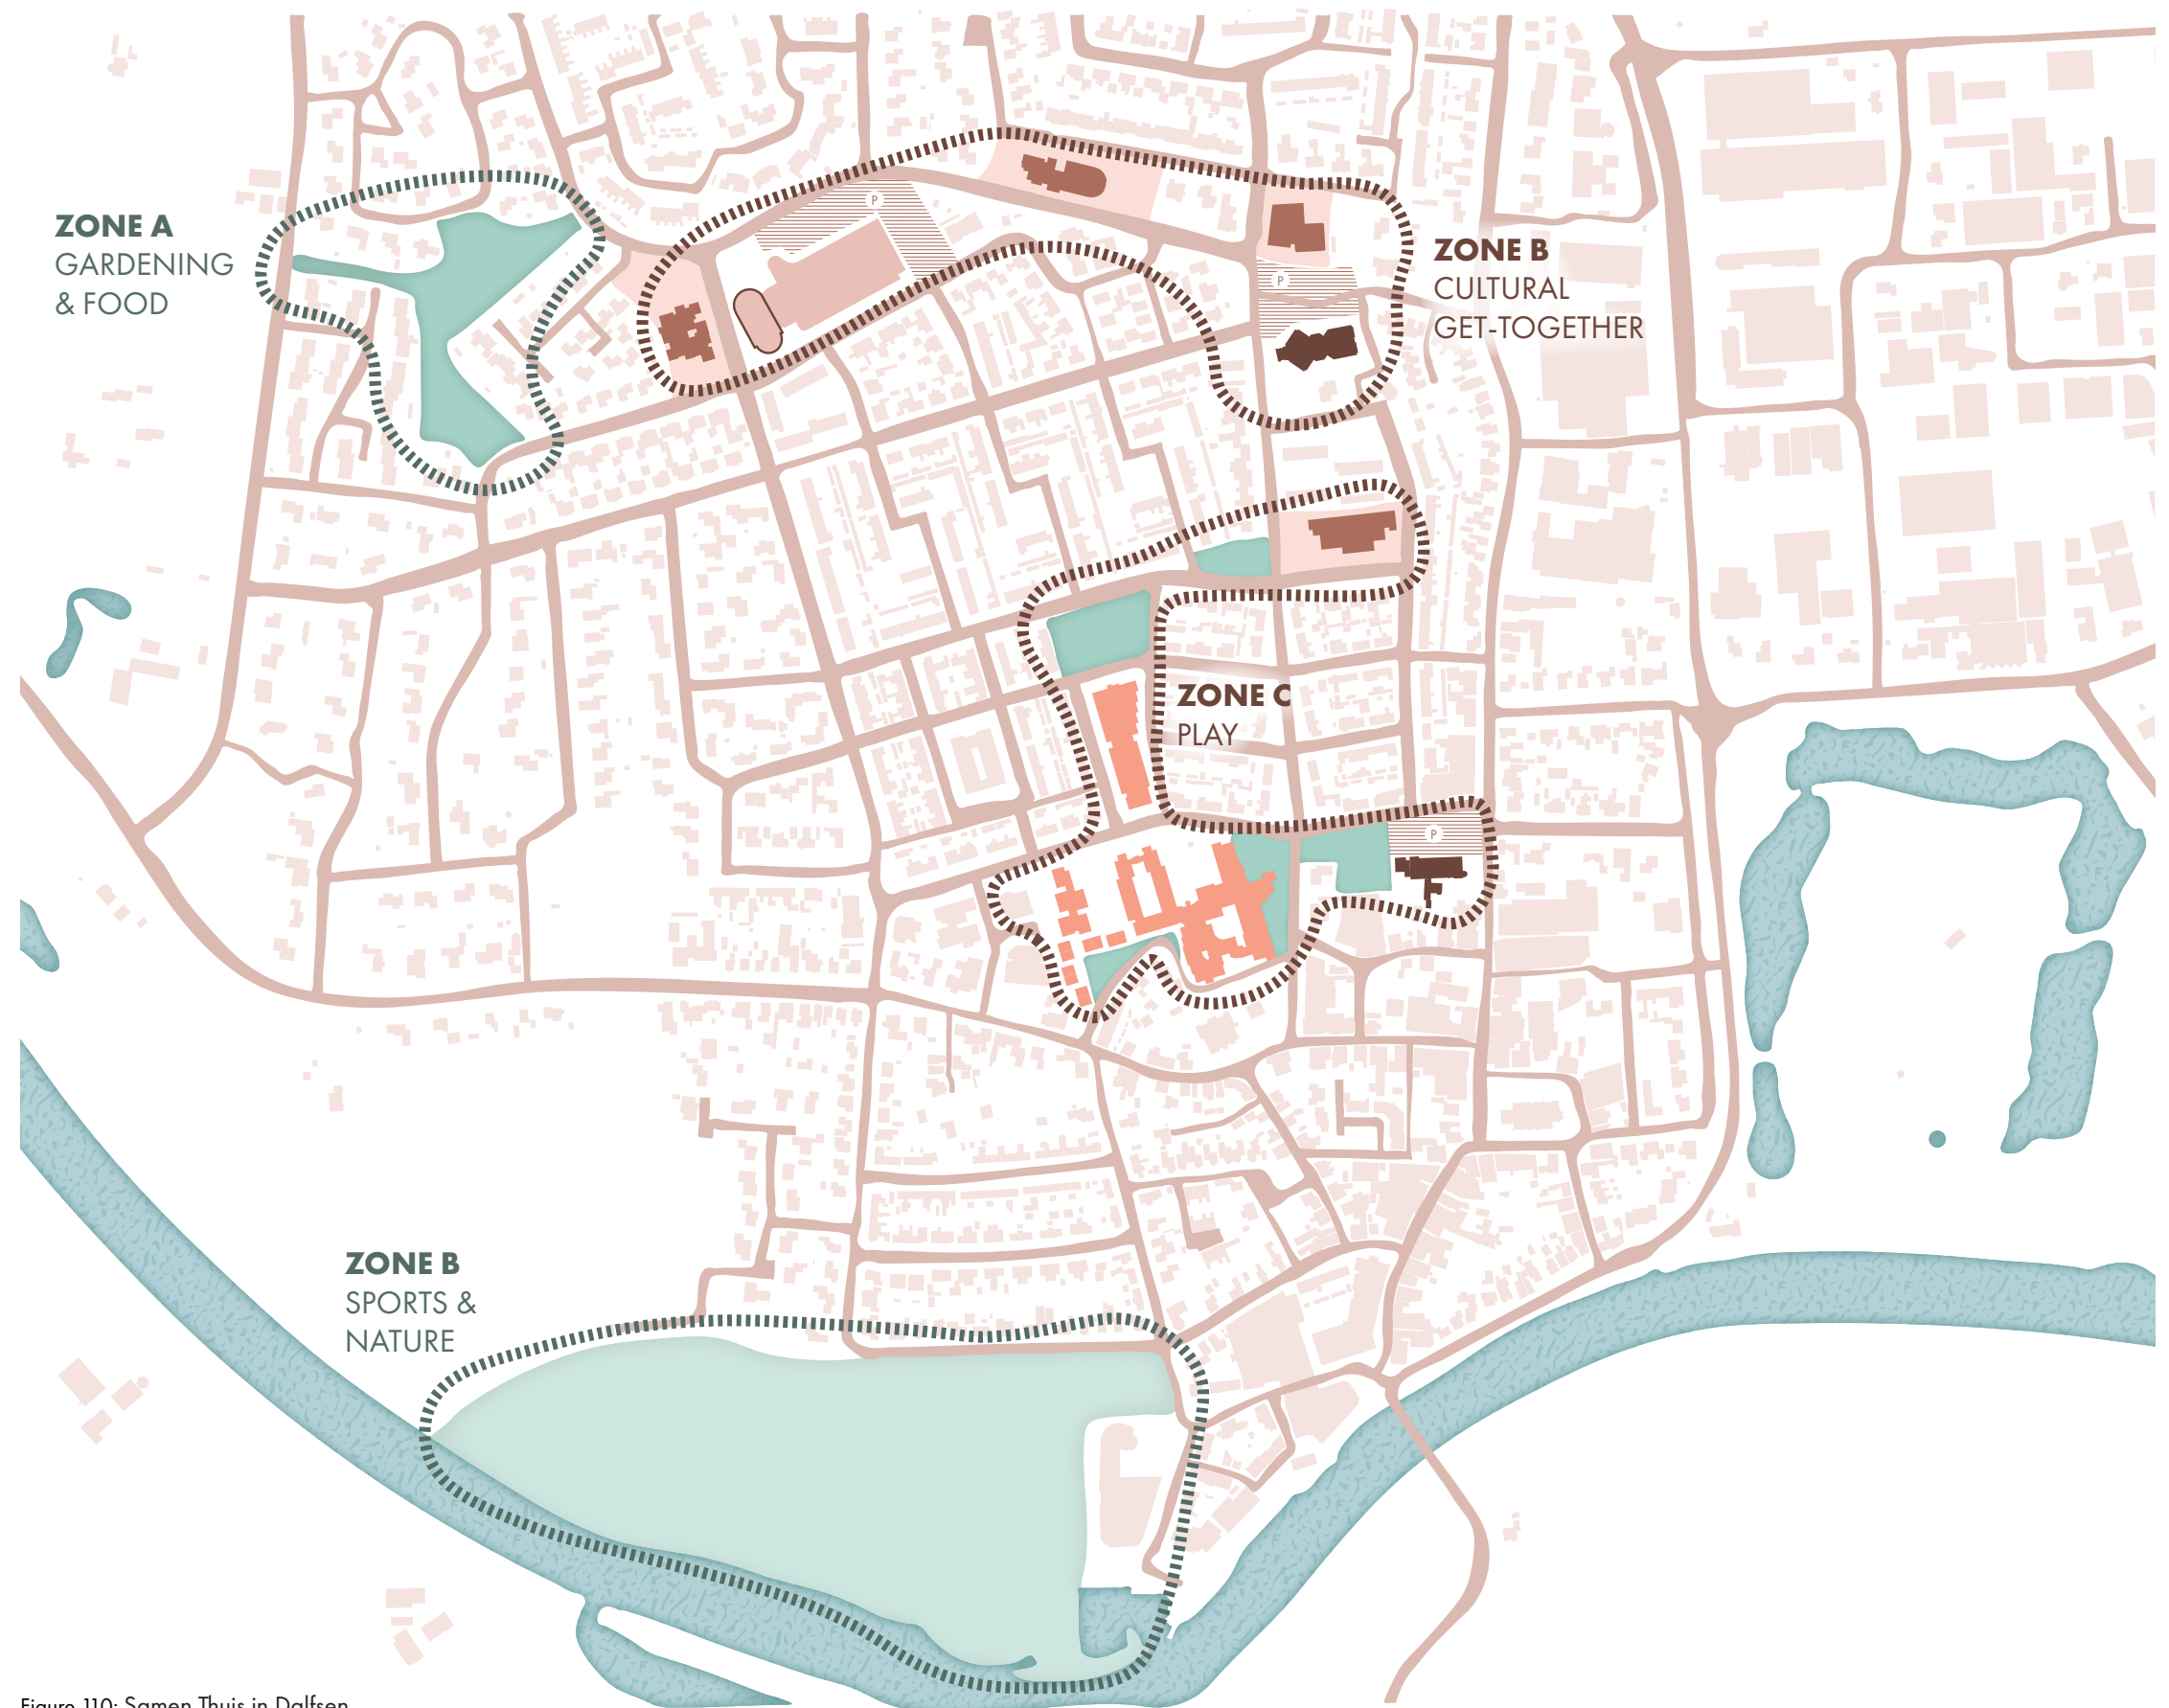 P
ZONE A
GARDENING
& FOOD
ZONE B
CULTURAL
GET-TOGETHER
P
ZONE C
PLAY
P
ZONE B
SPORTS &
NATURE
Figure 110: Samen Thuis in Dalfsen